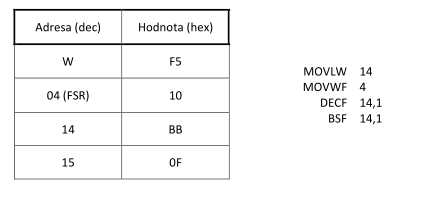 Adresa (dec) Hodnota (hex)
W F5
04 (FSR) 10
14 BB
15 0F
MOVLW 14
MOVWF 4
DECF 14,1
BSF 14,1